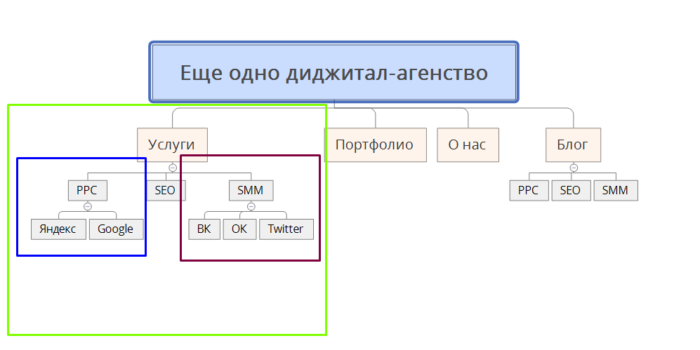 Еще одно диджитал-агенство
Услуги Портфолио О нас Блог
PPC SEO SMM PPC SEO SMM
Яндекс Google ВК ОК Twitter